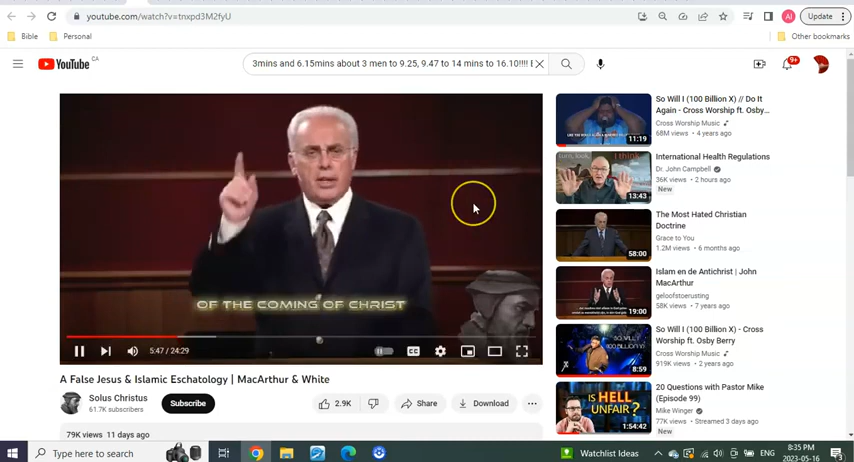 youtube.com/watch?v=tnxpd3M2fyU
Update
Bible
Personal
Other bookmarks
YouTube CA
3mins and 6.15mins about 3 men to 9.25, 9.47 to 14 mins to 16.10!!!! E
9+
AI
OF THE COMING OF CHRIST
5:47 / 24:29
A False Jesus & Islamic Eschatology | MacArthur & White
Solus Christus
61.7K subscribers
Subscribe
2.9K
Share
Download
79K views 11 days ago
11:19
So Will I (100 Billion X) // Do It
Again - Cross Worship ft. Osby...
Cross Worship Music
68M views • 4 years ago
13:43
International Health Regulations
Dr. John Campbell
36K views • 2 hours ago
New
58:00
The Most Hated Christian
Doctrine
Grace to You
1.2M views • 6 months ago
19:00
Islam en de Antichrist | John
MacArthur
geloofstoerusting
58K views • 7 years ago
8:59
So Will I (100 Billion X) - Cross
Worship ft. Osby Berry
Cross Worship Music
919K views • 2 years ago
IS HELL
UNFAIR?
1:54:42
20 Questions with Pastor Mike
(Episode 99)
Mike Winger
77K views • Streamed 3 days ago
New
Type here to search
Watchlist Ideas
ENG
8:35 PM
2023-05-16
3